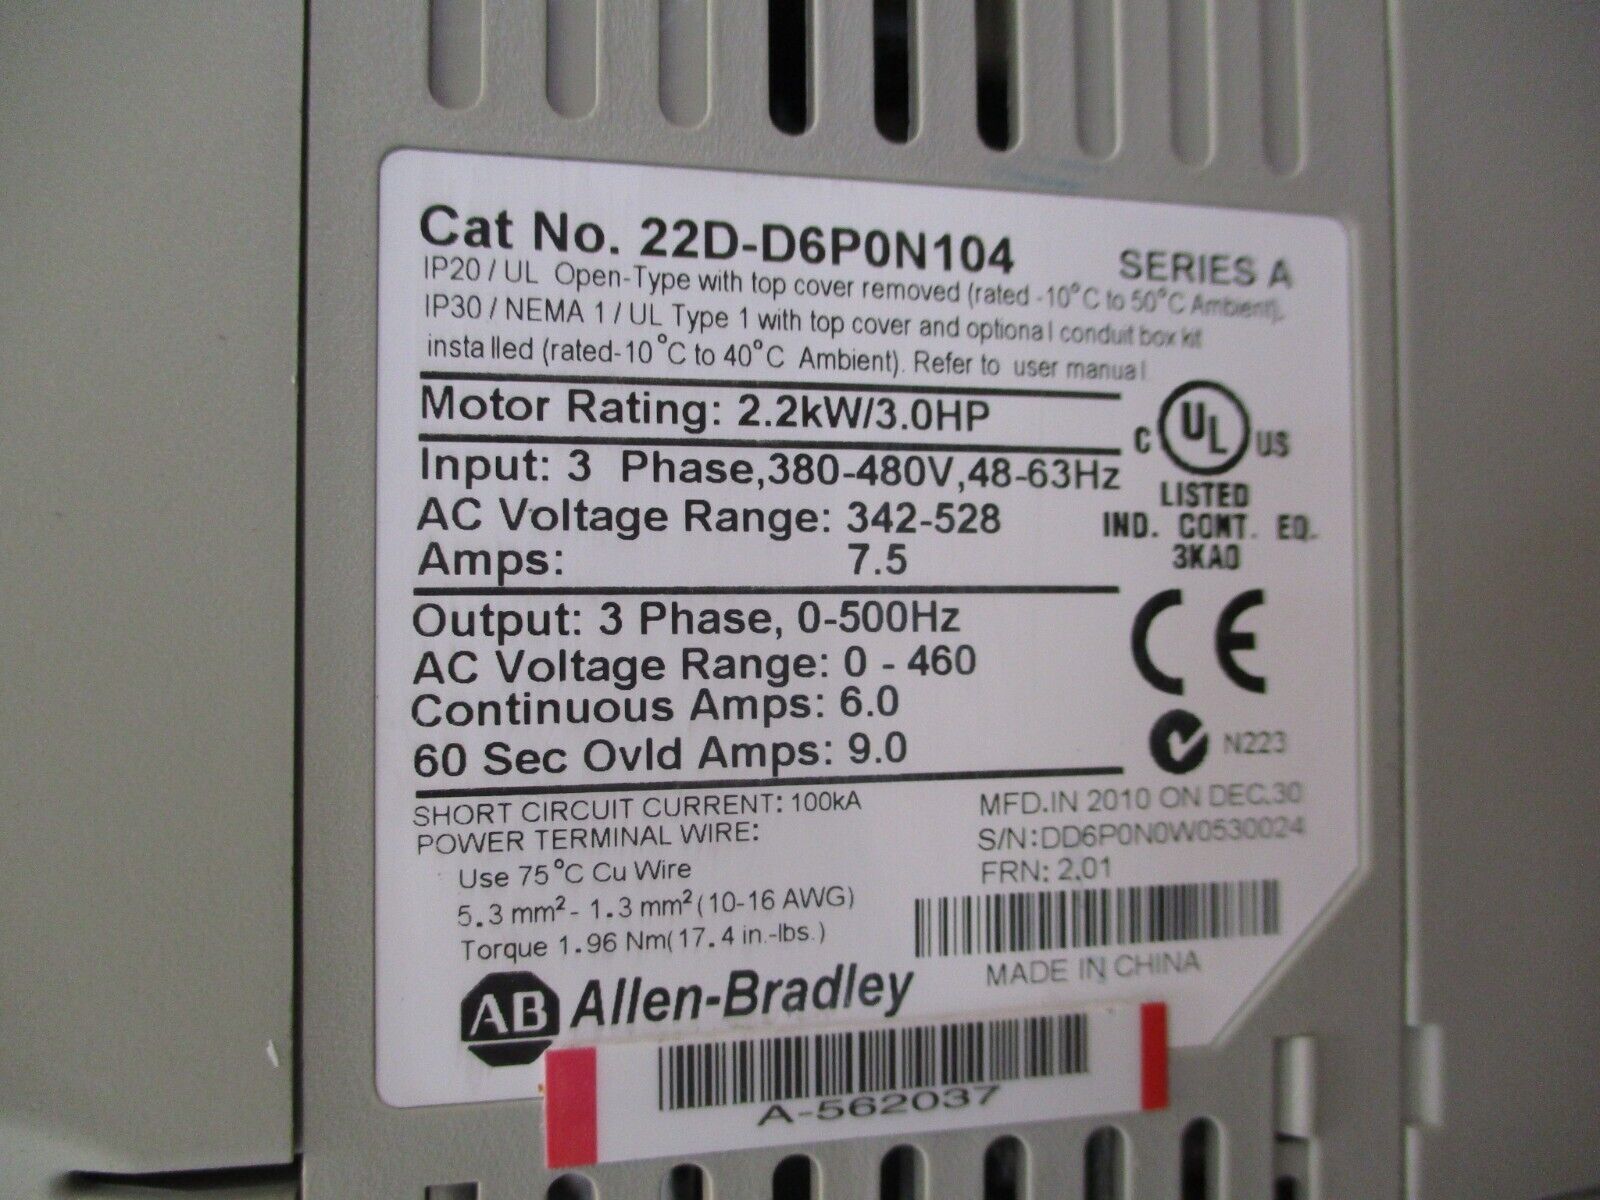 Cat No. 22D-D6P0N104 SERIES A
IP20 / UL Open-Type with top cover removed (rated -10°C to 50°C Ambient).
IP30 / NEMA 1 / UL Type 1 with top cover and optional conduit box kit
installed (rated-10°C to 40°C Ambient). Refer to user manual
Motor Rating: 2.2kW/3.0HP
Input: 3 Phase,380-480V,48-63Hz
AC Voltage Range: 342-528
Amps: 7.5
C UL US
LISTED
IND. CONT. EQ.
3KA0
Output: 3 Phase, 0-500Hz
AC Voltage Range: 0 - 460
Continuous Amps: 6.0
60 Sec Ovld Amps: 9.0
CE
N223
SHORT CIRCUIT CURRENT: 100kA
POWER TERMINAL WIRE:
Use 75°C Cu Wire
5.3 mm² - 1.3 mm² (10-16 AWG)
Torque 1.96 Nm(17.4 in.-lbs.)
MFD.IN 2010 ON DEC.30
S/N:DD6P0N0W0530024
FRN: 2.01
MADE IN CHINA
AB Allen-Bradley
A-562037